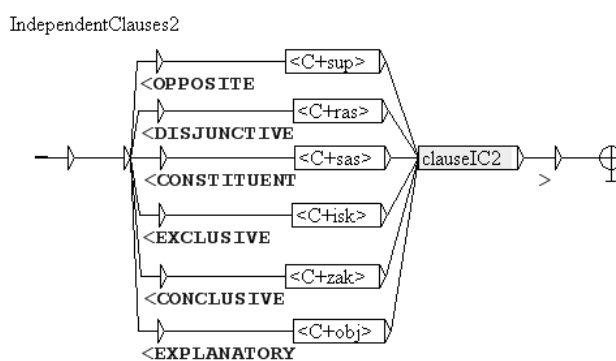 IndependentClauses2
<C+sup>
<OPPOSITE
<C+ras>
<DISJUNCTIVE
<C+sas>
clauseIC2
<CONSTITUENT
>
<C+isk>
<EXCLUSIVE
<C+zak>
<CONCLUSIVE
<C+obj>
<EXPLANATORY